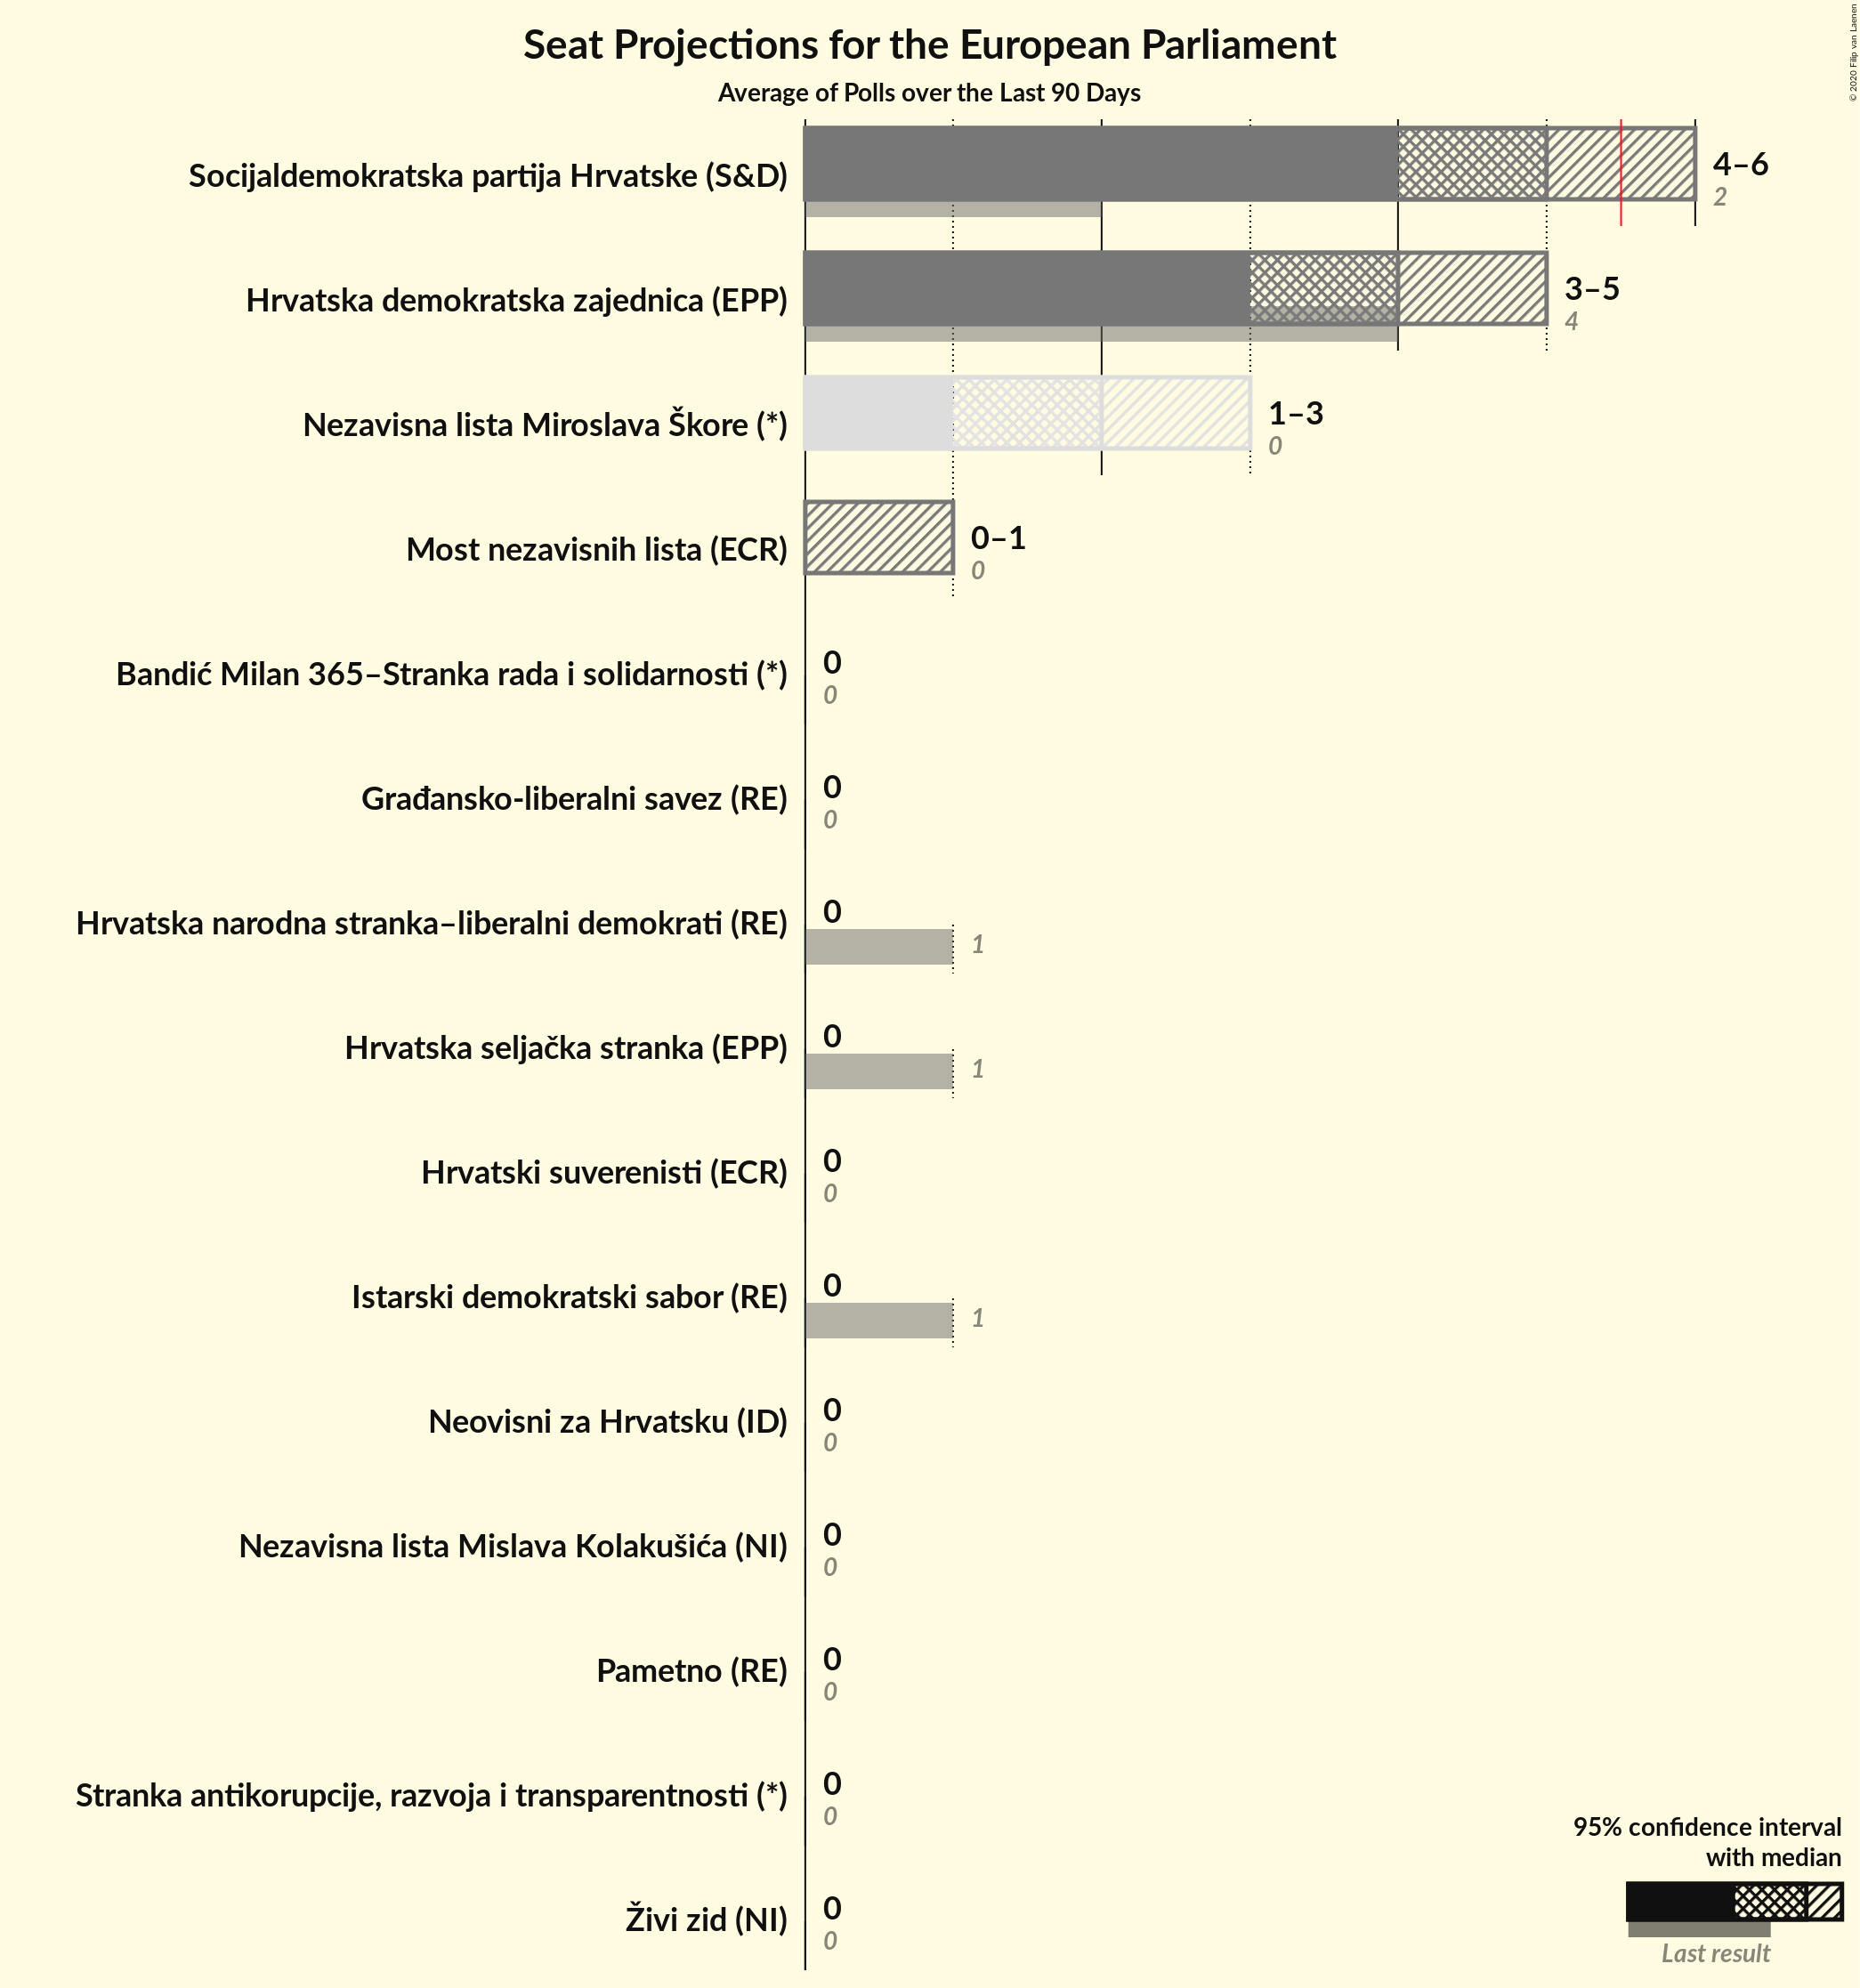 Seat Projections for the European Parliament
Average of Polls over the Last 90 Days
© 2020 Filip van Laenen
Socijaldemokratska partija Hrvatske (S&D)
4–6
2
Hrvatska demokratska zajednica (EPP)
3–5
4
Nezavisna lista Miroslava Škore (*)
1–3
0
Most nezavisnih lista (ECR)
0–1
0
Bandić Milan 365–Stranka rada i solidarnosti (*)
0
0
Građansko-liberalni savez (RE)
0
0
Hrvatska narodna stranka–liberalni demokrati (RE)
0
1
Hrvatska seljačka stranka (EPP)
0
1
Hrvatski suverenisti (ECR)
0
0
Istarski demokratski sabor (RE)
0
1
Neovisni za Hrvatsku (ID)
0
0
Nezavisna lista Mislava Kolakušića (NI)
0
0
Pametno (RE)
0
0
Stranka antikorupcije, razvoja i transparentnosti (*)
0
0
Živi zid (NI)
0
0
95% confidence interval
with median
Last result